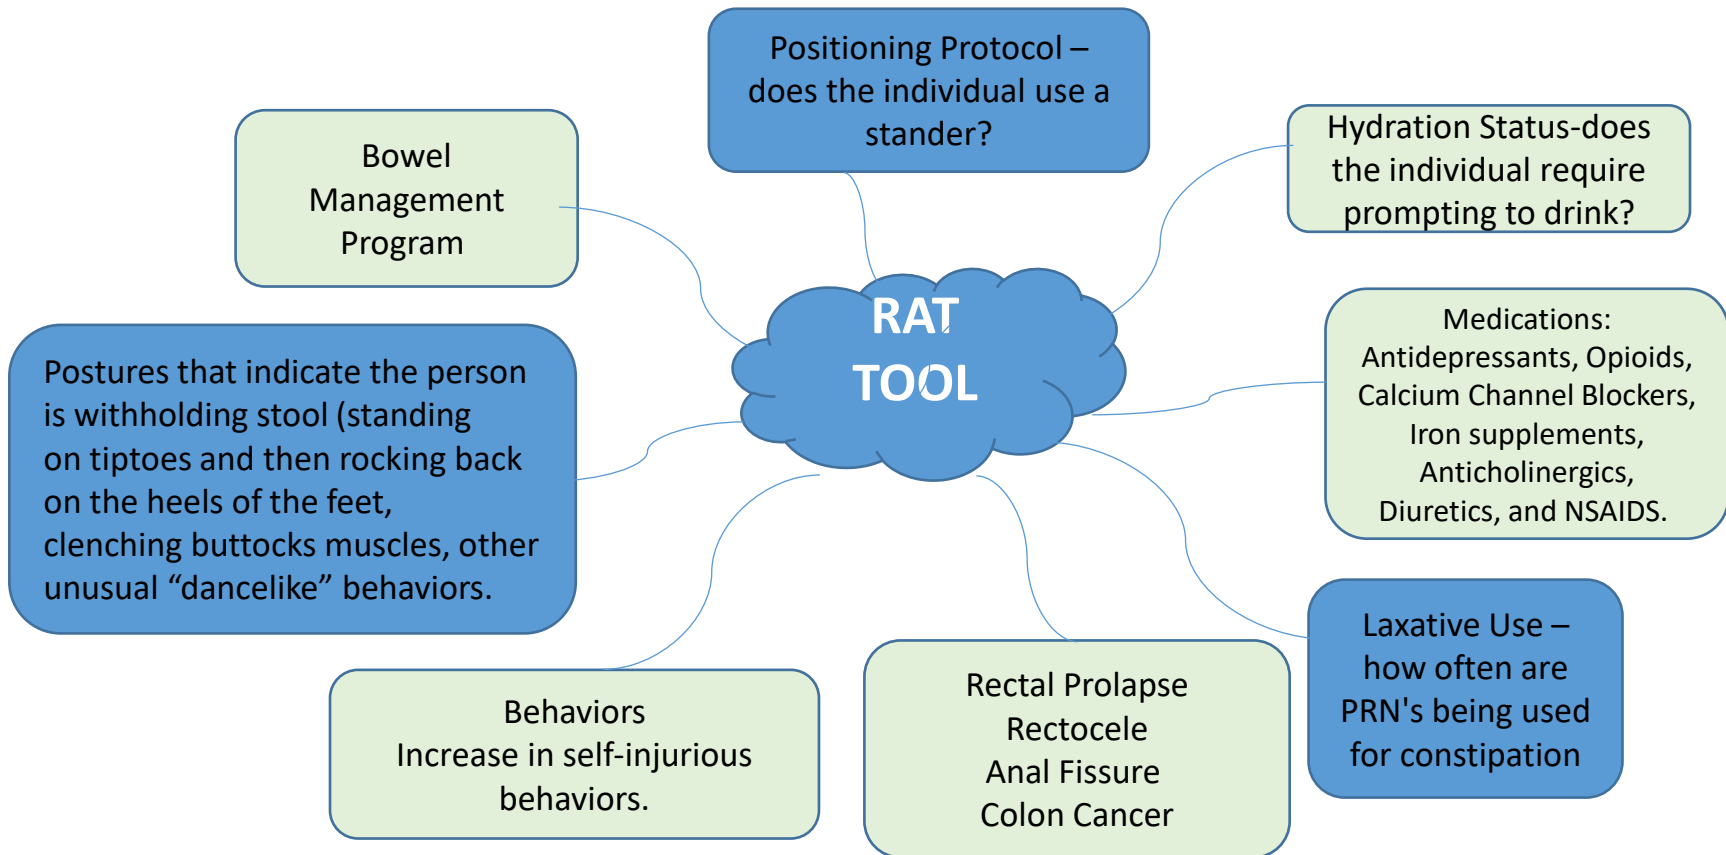 Positioning Protocol –
does the individual use a
stander?
Bowel
Management
Program
Hydration Status-does
the individual require
prompting to drink?
RAT
TOOL
Medications:
Antidepressants, Opioids,
Calcium Channel Blockers,
Iron supplements,
Anticholinergics,
Diuretics, and NSAIDS.
Postures that indicate the person
is withholding stool (standing
on tiptoes and then rocking back
on the heels of the feet,
clenching buttocks muscles, other
unusual “dancelike” behaviors.
Laxative Use –
how often are
PRN's being used
for constipation
Behaviors
Increase in self-injurious
behaviors.
Rectal Prolapse
Rectocele
Anal Fissure
Colon Cancer